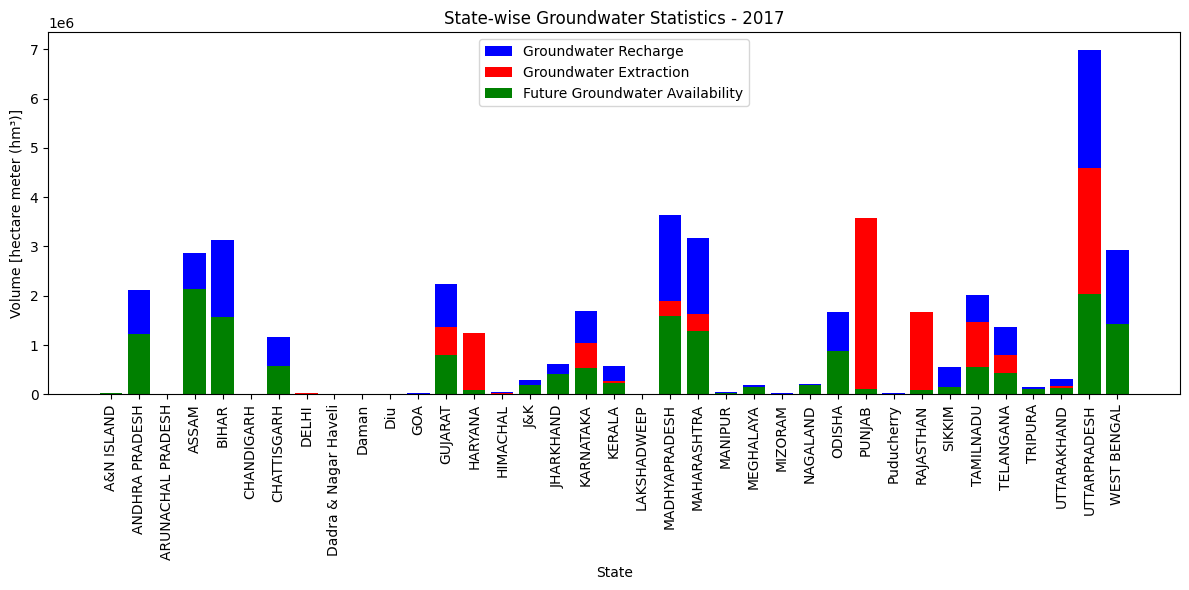 State-wise Groundwater Statistics - 2017
1e6
Groundwater Recharge
Groundwater Extraction
Future Groundwater Availability
Volume [hectare meter (hm³)]
7
6
5
4
3
2
1
0
A&N ISLAND
ANDHRA PRADESH
ARUNACHAL PRADESH
ASSAM
BIHAR
CHANDIGARH
CHATTISGARH
DELHI
Dadra & Nagar Haveli
Daman
Diu
GOA
GUJARAT
HARYANA
HIMACHAL
J&K
JHARKHAND
KARNATAKA
KERALA
LAKSHADWEEP
MADHYAPRADESH
MAHARASHTRA
MANIPUR
MEGHALAYA
MIZORAM
NAGALAND
ODISHA
PUNJAB
Puducherry
RAJASTHAN
SIKKIM
TAMILNADU
TELANGANA
TRIPURA
UTTARAKHAND
UTTARPRADESH
WEST BENGAL
State